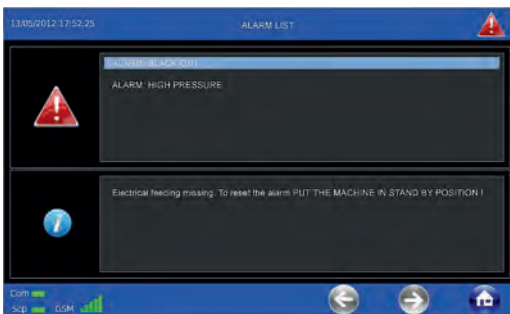 13/05/2012 17:52:25
ALARM LIST
ALARM: BLACK OUT
ALARM: HIGH PRESSURE
Electrical feeding missing. To reset the alarm PUT THE MACHINE IN STAND BY POSITION !
Com
Scp GSM